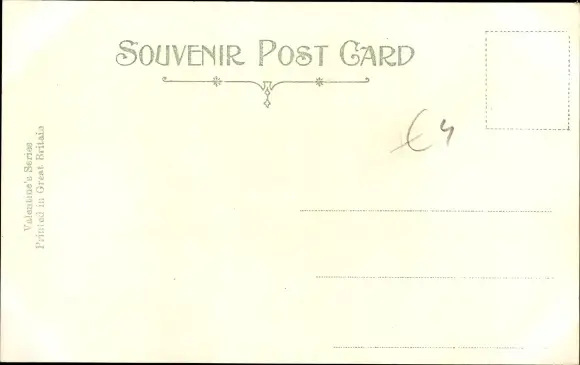 SOUVENIR POST CARD
€4
Valentine's Series
Printed in Great Britain